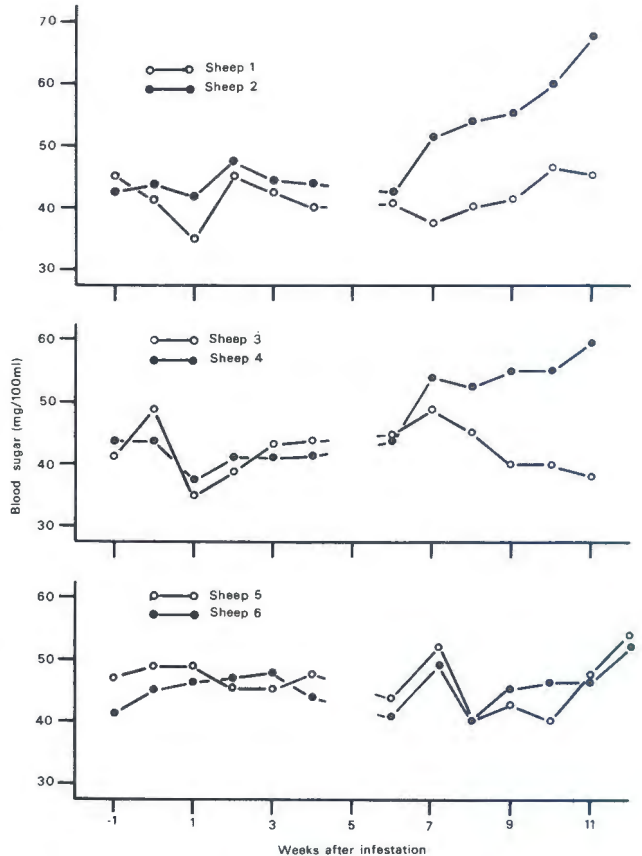 70
60
50
40
30
Sheep 1
Sheep 2
60
50
40
30
Sheep 3
Sheep 4
Blood sugar (mg/100ml)
60
50
40
30
Sheep 5
Sheep 6
-1 1 3 5 7 9 11
Weeks after infestation